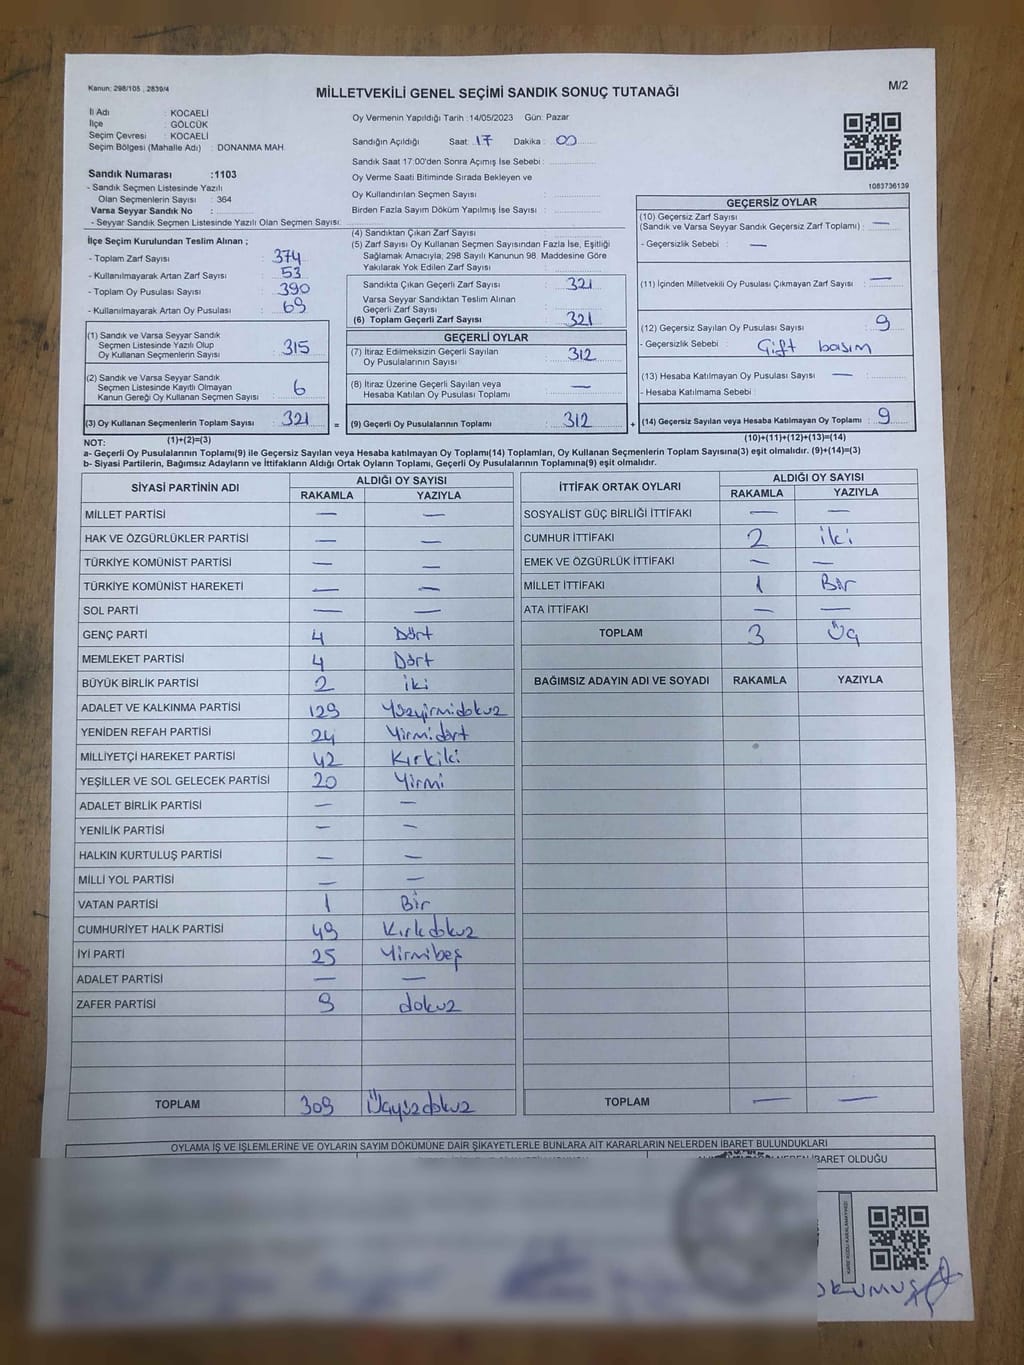 Kanun: 298/105 , 2839/4
M/2
MİLLETVEKİLİ GENEL SEÇİMİ SANDIK SONUÇ TUTANAĞI
İl Adı : KOCAELİ
İlçe : GÖLCÜK
Seçim Çevresi : KOCAELİ
Seçim Bölgesi (Mahalle Adı) : DONANMA MAH.
Sandık Numarası :1103
- Sandık Seçmen Listesinde Yazılı
Olan Seçmenlerin Sayısı : 364
Varsa Seyyar Sandık No :
- Seyyar Sandık Seçmen Listesinde Yazılı Olan Seçmen Sayısı:
İlçe Seçim Kurulundan Teslim Alınan ;
- Toplam Zarf Sayısı : 374
- Kullanılmayarak Artan Zarf Sayısı : 53
- Toplam Oy Pusulası Sayısı : 390
- Kullanılmayarak Artan Oy Pusulası : 69
(1) Sandık ve Varsa Seyyar Sandık
Seçmen Listesinde Yazılı Olup
Oy Kullanan Seçmenlerin Sayısı : 315
(2) Sandık ve Varsa Seyyar Sandık
Seçmen Listesinde Kayıtlı Olmayan
Kanun Gereği Oy Kullanan Seçmen Sayısı : 6
(3) Oy Kullanan Seçmenlerin Toplam Sayısı : 321 =
Oy Vermenin Yapıldığı Tarih :14/05/2023 Gün: Pazar
Sandığın Açıldığı Saat: 17 Dakika: 00
Sandık Saat 17:00'den Sonra Açımış İse Sebebi :
Oy Verme Saati Bitiminde Sırada Bekleyen ve
Oy Kullandırılan Seçmen Sayısı :
Birden Fazla Sayım Döküm Yapılmış İse Sayısı :
(4) Sandıktan Çıkan Zarf Sayısı :
(5) Zarf Sayısı Oy Kullanan Seçmen Sayısından Fazla İse, Eşitliği
Sağlamak Amacıyla; 298 Sayılı Kanunun 98. Maddesine Göre
Yakılarak Yok Edilen Zarf Sayısı :
Sandıkta Çıkan Geçerli Zarf Sayısı : 321
Varsa Seyyar Sandıktan Teslim Alınan
Geçerli Zarf Sayısı :
(6) Toplam Geçerli Zarf Sayısı : 321
GEÇERLİ OYLAR
(7) İtiraz Edilmeksizin Geçerli Sayılan
Oy Pusulalarının Sayısı : 312
(8) İtiraz Üzerine Geçerli Sayılan veya
Hesaba Katılan Oy Pusulası Toplamı : —
(9) Geçerli Oy Pusulalarının Toplamı : 312 +
1083736139
GEÇERSİZ OYLAR
(10) Geçersiz Zarf Sayısı
(Sandık ve Varsa Seyyar Sandık Geçersiz Zarf Toplamı) : —
- Geçersizlik Sebebi : —
(11) İçinden Milletvekili Oy Pusulası Çıkmayan Zarf Sayısı : —
(12) Geçersiz Sayılan Oy Pusulası Sayısı : 9
- Geçersizlik Sebebi : Çift basım
(13) Hesaba Katılmayan Oy Pusulası Sayısı : —
- Hesaba Katılmama Sebebi :
(14) Geçersiz Sayılan veya Hesaba Katılmayan Oy Toplamı : 9
NOT: (1)+(2)=(3) (10)+(11)+(12)+(13)=(14)
a- Geçerli Oy Pusulalarının Toplamı(9) ile Geçersiz Sayılan veya Hesaba katılmayan Oy Toplamı(14) Toplamları, Oy Kullanan Seçmenlerin Toplam Sayısına(3) eşit olmalıdır. (9)+(14)=(3)
b- Siyasi Partilerin, Bağımsız Adayların ve İttifakların Aldığı Ortak Oyların Toplamı, Geçerli Oy Pusulalarının Toplamına(9) eşit olmalıdır.
SİYASİ PARTİNİN ADI ALDIĞI OY SAYISI
RAKAMLA YAZIYLA
MİLLET PARTİSİ — —
HAK VE ÖZGÜRLÜKLER PARTİSİ — —
TÜRKİYE KOMÜNİST PARTİSİ — —
TÜRKİYE KOMÜNİST HAREKETİ — —
SOL PARTİ — —
GENÇ PARTİ 4 Dört
MEMLEKET PARTİSİ 4 Dört
BÜYÜK BİRLİK PARTİSİ 2 iki
ADALET VE KALKINMA PARTİSİ 129 Yüzyirmidokuz
YENİDEN REFAH PARTİSİ 24 Yirmidört
MİLLİYETÇİ HAREKET PARTİSİ 42 Kırkiki
YEŞİLLER VE SOL GELECEK PARTİSİ 20 Yirmi
ADALET BİRLİK PARTİSİ — —
YENİLİK PARTİSİ — —
HALKIN KURTULUŞ PARTİSİ — —
MİLLİ YOL PARTİSİ — —
VATAN PARTİSİ 1 Bir
CUMHURİYET HALK PARTİSİ 49 Kırkdokuz
İYİ PARTİ 25 Yirmibeş
ADALET PARTİSİ — —
ZAFER PARTİSİ 9 dokuz
TOPLAM 309 Üçyüzdokuz
İTTİFAK ORTAK OYLARI ALDIĞI OY SAYISI
RAKAMLA YAZIYLA
SOSYALİST GÜÇ BİRLİĞİ İTTİFAKI — —
CUMHUR İTTİFAKI 2 iki
EMEK VE ÖZGÜRLÜK İTTİFAKI — —
MİLLET İTTİFAKI 1 Bir
ATA İTTİFAKI — —
TOPLAM 3 Üç
BAĞIMSIZ ADAYIN ADI VE SOYADI RAKAMLA YAZIYLA
TOPLAM — —
OYLAMA İŞ VE İŞLEMLERİNE VE OYLARIN SAYIM DÖKÜMÜNE DAİR ŞİKAYETLERLE BUNLARA AİT KARARLARIN NELERDEN İBARET BULUNDUKLARI
İBARET OLDUĞU